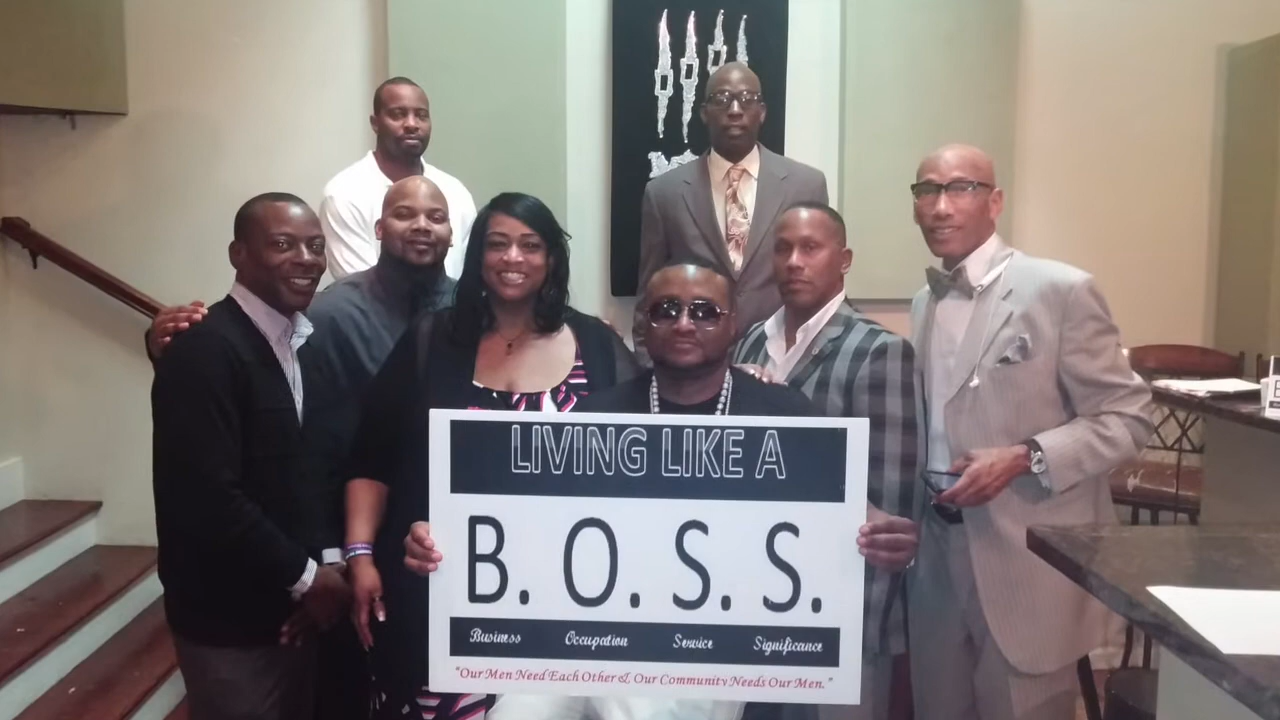 LIVING LIKE A
B. O. S. S.
Business Occupation Service Significance
"Our Men Need Each Other & Our Community Needs Our Men."